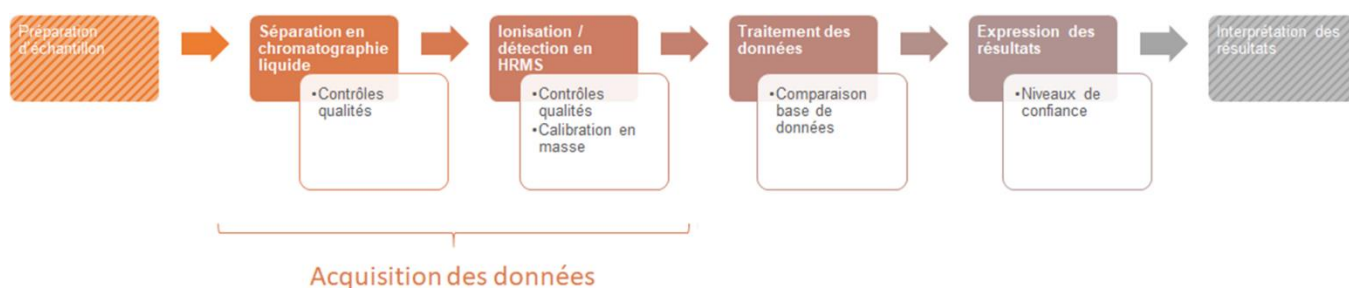 Préparation
d'échantillon
Séparation en
chromatographie
liquide
•Contrôles
qualités
Ionisation /
détection en
HRMS
•Contrôles
qualités
•Calibration en
masse
Traitement des
données
•Comparaison
base de
données
Expression des
résultats
•Niveaux de
confiance
Interprétation des
résultats
Acquisition des données